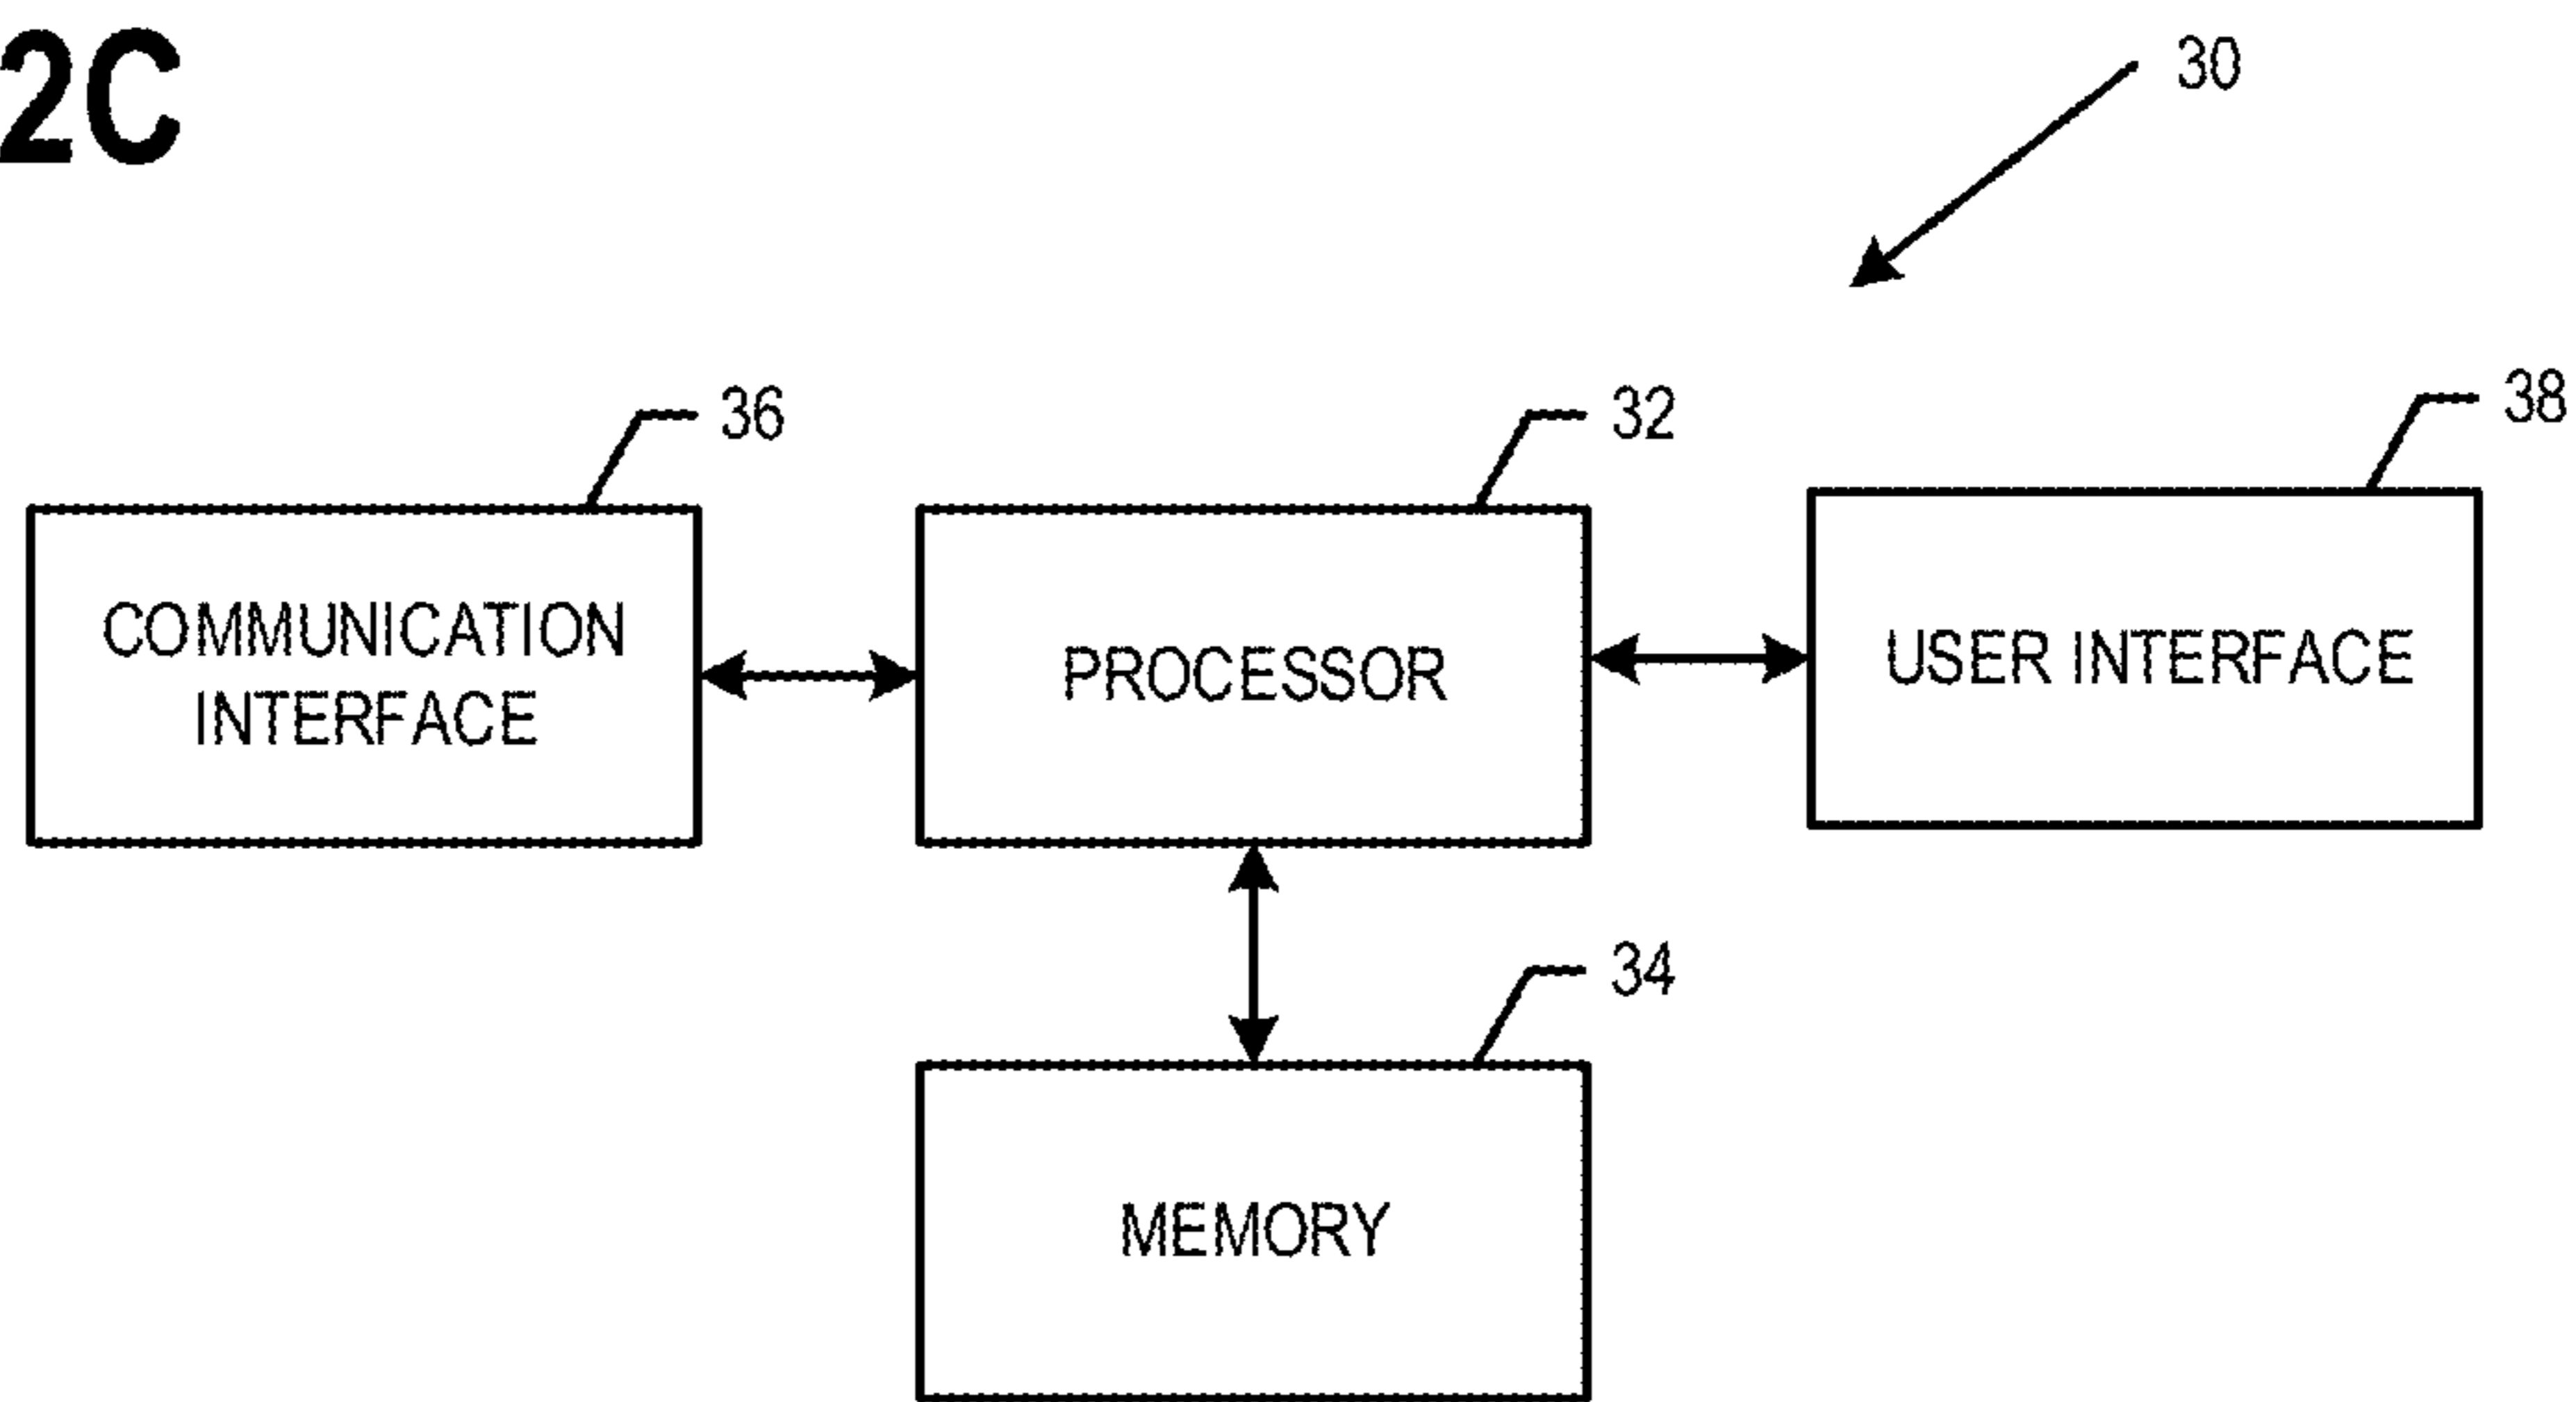 2C
30
36
32
38
COMMUNICATION
INTERFACE
PROCESSOR
USER INTERFACE
34
MEMORY